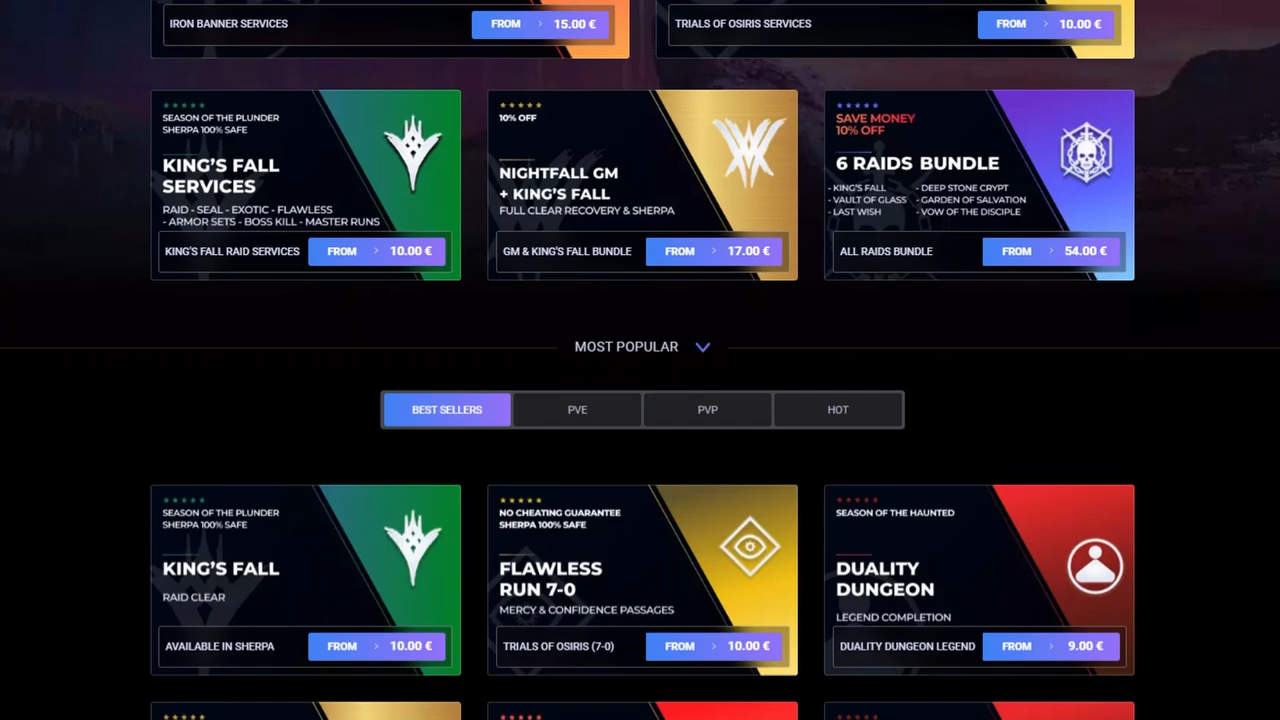 IRON BANNER SERVICES
FROM > 15.00 €
TRIALS OF OSIRIS SERVICES
FROM > 10.00 €
SEASON OF THE PLUNDER
SHERPA 100% SAFE
KING'S FALL
SERVICES
RAID - SEAL - EXOTIC - FLAWLESS
- ARMOR SETS - BOSS KILL - MASTER RUNS
KING'S FALL RAID SERVICES
FROM > 10.00 €
10% OFF
NIGHTFALL GM
+ KING'S FALL
FULL CLEAR RECOVERY & SHERPA
GM & KING'S FALL BUNDLE
FROM > 17.00 €
SAVE MONEY
10% OFF
6 RAIDS BUNDLE
- KING'S FALL
- VAULT OF GLASS
- LAST WISH
- DEEP STONE CRYPT
- GARDEN OF SALVATION
- VOW OF THE DISCIPLE
ALL RAIDS BUNDLE
FROM > 54.00 €
MOST POPULAR
BEST SELLERS
PVE
PVP
HOT
SEASON OF THE PLUNDER
SHERPA 100% SAFE
KING'S FALL
RAID CLEAR
AVAILABLE IN SHERPA
FROM > 10.00 €
NO CHEATING GUARANTEE
SHERPA 100% SAFE
FLAWLESS
RUN 7-0
MERCY & CONFIDENCE PASSAGES
TRIALS OF OSIRIS (7-0)
FROM > 10.00 €
SEASON OF THE HAUNTED
DUALITY
DUNGEON
LEGEND COMPLETION
DUALITY DUNGEON LEGEND
FROM > 9.00 €